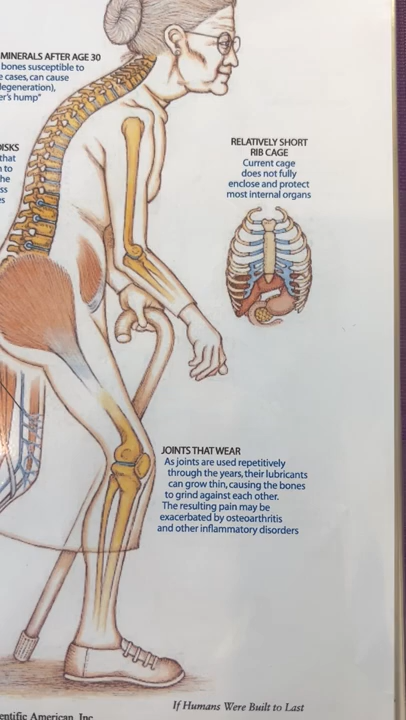 MINERALS AFTER AGE 30
bones susceptible to
cases, can cause
degeneration),
er's hump"
DISKS
that
to
he
ss
es
RELATIVELY SHORT
RIB CAGE
Current cage
does not fully
enclose and protect
most internal organs
JOINTS THAT WEAR
As joints are used repetitively
through the years, their lubricants
can grow thin, causing the bones
to grind against each other.
The resulting pain may be
exacerbated by osteoarthritis
and other inflammatory disorders
If Humans Were Built to Last
entific American, Inc.